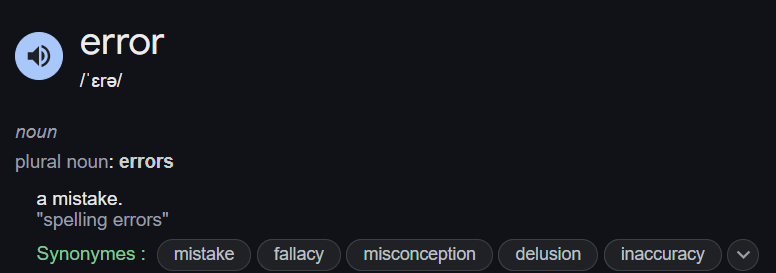 error
/ˈɛrə/
noun
plural noun: errors
a mistake.
"spelling errors"
Synonymes : mistake fallacy misconception delusion inaccuracy